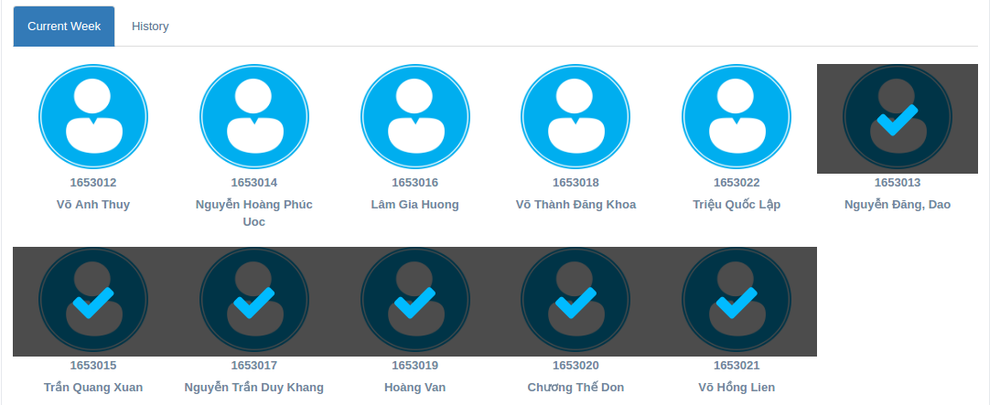 Current Week
History
1653012
1653014
1653016
1653018
1653022
1653013
Võ Anh Thuy
Nguyễn Hoàng Phúc
Uoc
Lâm Gia Huong
Võ Thành Đăng Khoa
Triệu Quốc Lập
Nguyễn Đăng, Dao
1653015
1653017
1653019
1653020
1653021
Trần Quang Xuan
Nguyễn Trần Duy Khang
Hoàng Van
Chương Thế Don
Võ Hồng Lien